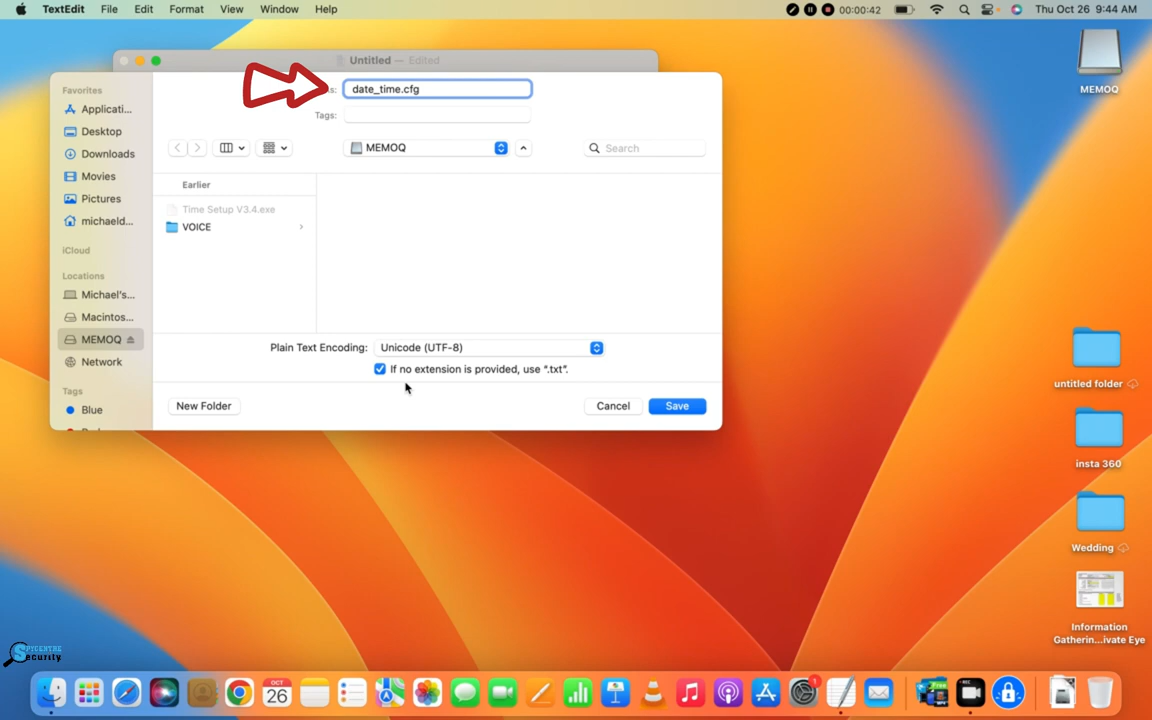 TextEdit File Edit Format View Window Help 00:00:42 Thu Oct 26 9:44 AM
Untitled — Edited
MEMOQ
Favorites
Applicati...
Desktop
Downloads
Movies
Pictures
michaeld...
iCloud
Locations
Michael's...
Macintos...
MEMOQ
Network
Tags
Blue
s: date_time.cfg
Tags:
MEMOQ
Search
Earlier
Time Setup V3.4.exe
VOICE
Plain Text Encoding: Unicode (UTF-8)
If no extension is provided, use “.txt”.
New Folder Cancel Save
untitled folder
insta 360
Wedding
Information
Gatherin...ivate Eye
SPYCENTRE
Security
OCT
26
1
REC